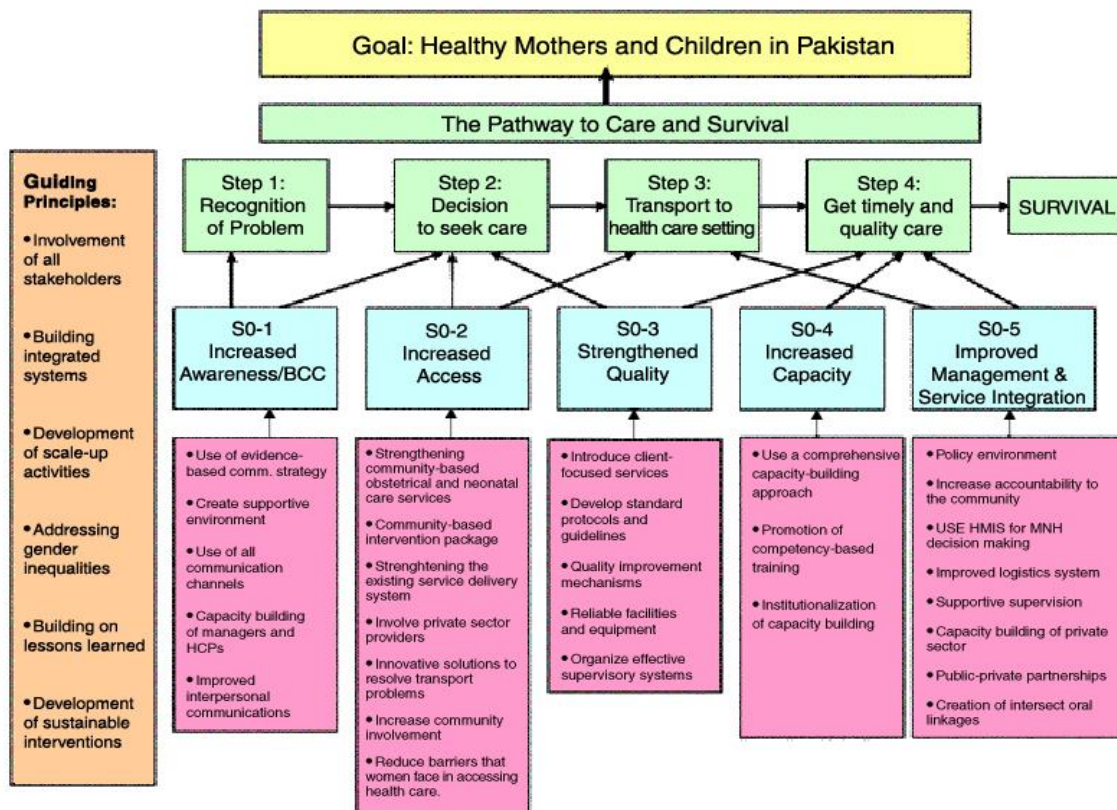 Goal: Healthy Mothers and Children in Pakistan
The Pathway to Care and Survival
Guiding
Principles:
• Involvement
of all
stakeholders
• Building
integrated
systems
• Development
of scale-up
activities
• Addressing
gender
inequalities
• Building on
lessons learned
• Development
of sustainable
interventions
Step 1:
Recognition
of Problem
Step 2:
Decision
to seek care
Step 3:
Transport to
health care setting
Step 4:
Get timely and
quality care
SURVIVAL
S0-1
Increased
Awareness/BCC
S0-2
Increased
Access
S0-3
Strengthened
Quality
S0-4
Increased
Capacity
S0-5
Improved
Management &
Service Integration
• Use of evidence-
based comm. strategy
• Create supportive
environment
• Use of all
communication
channels
• Capacity building
of managers and
HCPs
• Improved
interpersonal
communications
• Strengthening
community-based
obstetrical and neonatal
care services
• Community-based
intervention package
• Strenghtening the
existing service delivery
system
• Involve private sector
providers
• Innovative solutions to
resolve transport
problems
• Increase community
involvement
• Reduce barriers that
women face in accessing
health care.
• Introduce client-
focused services
• Develop standard
protocols and
guidelines
• Quality improvement
mechanisms
• Reliable facilities
and equipment
• Organize effective
supervisory systems
• Use a comprehensive
capacity-building
approach
• Promotion of
competency-based
training
• Institutionalization
of capacity building
• Policy environment
• Increase accountability to
the community
• USE HMIS for MNH
decision making
• Improved logistics system
• Supportive supervision
• Capacity building of private
sector
• Public-private partnerships
• Creation of intersect oral
linkages